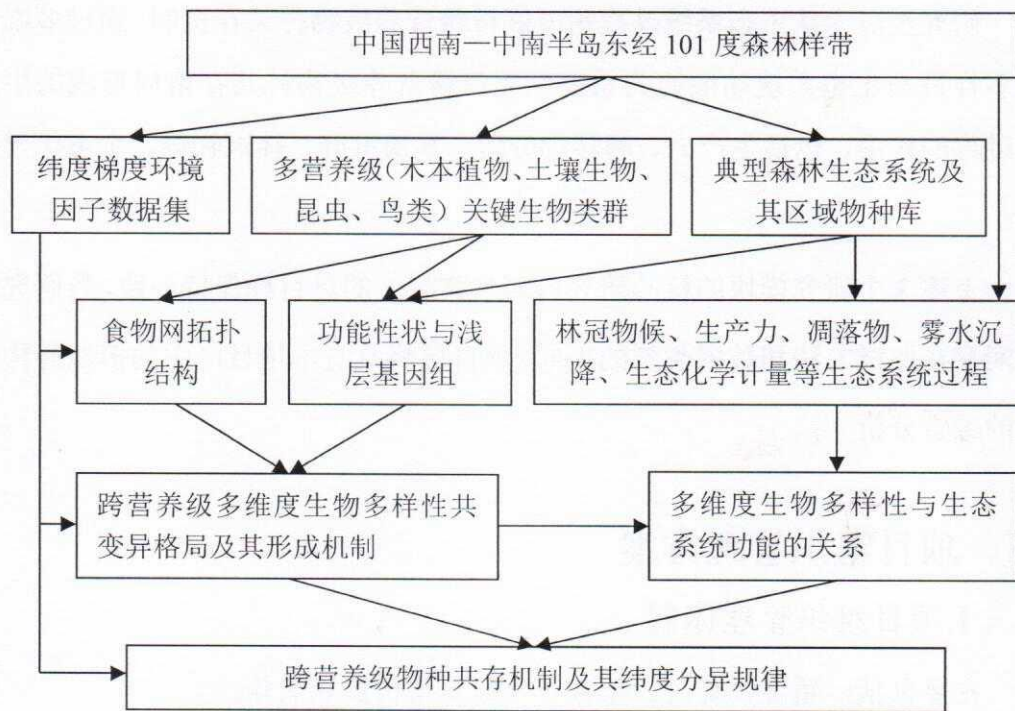 中国西南—中南半岛东经 101 度森林样带
纬度梯度环境
因子数据集
多营养级(木本植物、土壤生物、
昆虫、鸟类)关键生物类群
典型森林生态系统及
其区域物种库
食物网拓扑
结构
功能性状与浅
层基因组
林冠物候、生产力、凋落物、雾水沉
降、生态化学计量等生态系统过程
跨营养级多维度生物多样性共
变异格局及其形成机制
多维度生物多样性与生态
系统功能的关系
跨营养级物种共存机制及其纬度分异规律